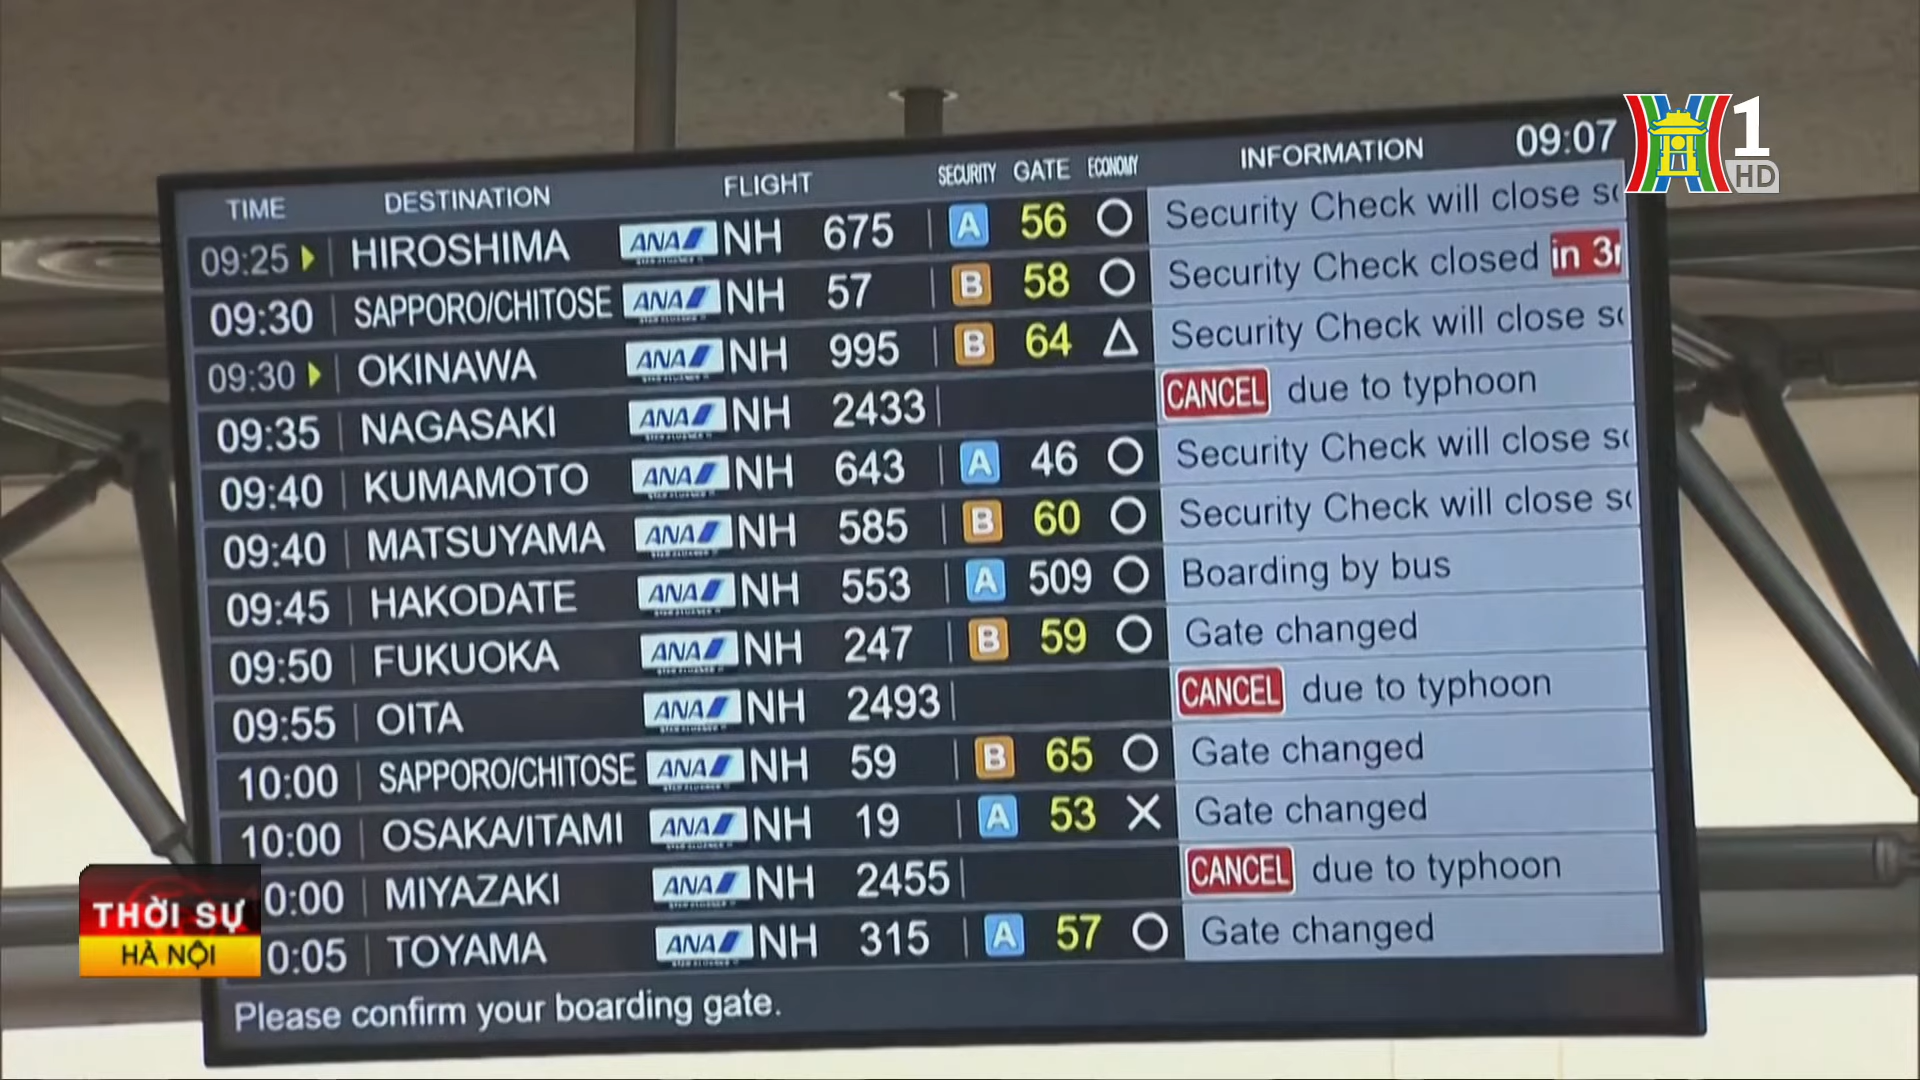 1
HD
TIME DESTINATION FLIGHT SECURITY GATE ECONOMY INFORMATION 09:07
09:25 HIROSHIMA ANA NH 675 A 56 Security Check will close
09:30 SAPPORO/CHITOSE ANA NH 57 B 58 Security Check closed in
09:30 OKINAWA ANA NH 995 B 64 Security Check will close
09:35 NAGASAKI ANA NH 2433 CANCEL due to typhoon
09:40 KUMAMOTO ANA NH 643 A 46 Security Check will close
09:40 MATSUYAMA ANA NH 585 B 60 Security Check will close
09:45 HAKODATE ANA NH 553 A 509 Boarding by bus
09:50 FUKUOKA ANA NH 247 B 59 Gate changed
09:55 OITA ANA NH 2493 CANCEL due to typhoon
10:00 SAPPORO/CHITOSE ANA NH 59 B 65 Gate changed
10:00 OSAKA/ITAMI ANA NH 19 A 53 Gate changed
0:00 MIYAZAKI ANA NH 2455 CANCEL due to typhoon
0:05 TOYAMA ANA NH 315 A 57 Gate changed
Please confirm your boarding gate.
THỜI SỰ
HÀ NỘI